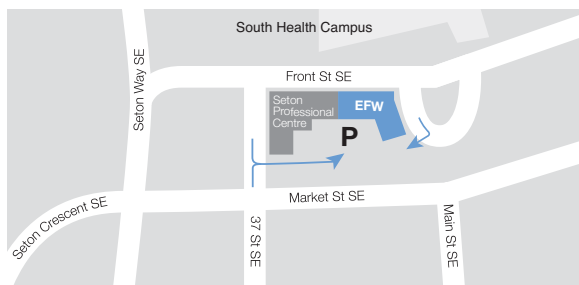 South Health Campus
Seton Way SE
Front St SE
Seton
Professional
Centre
EFW
P
Market St SE
Seton Crescent SE
37 St SE
Main St SE